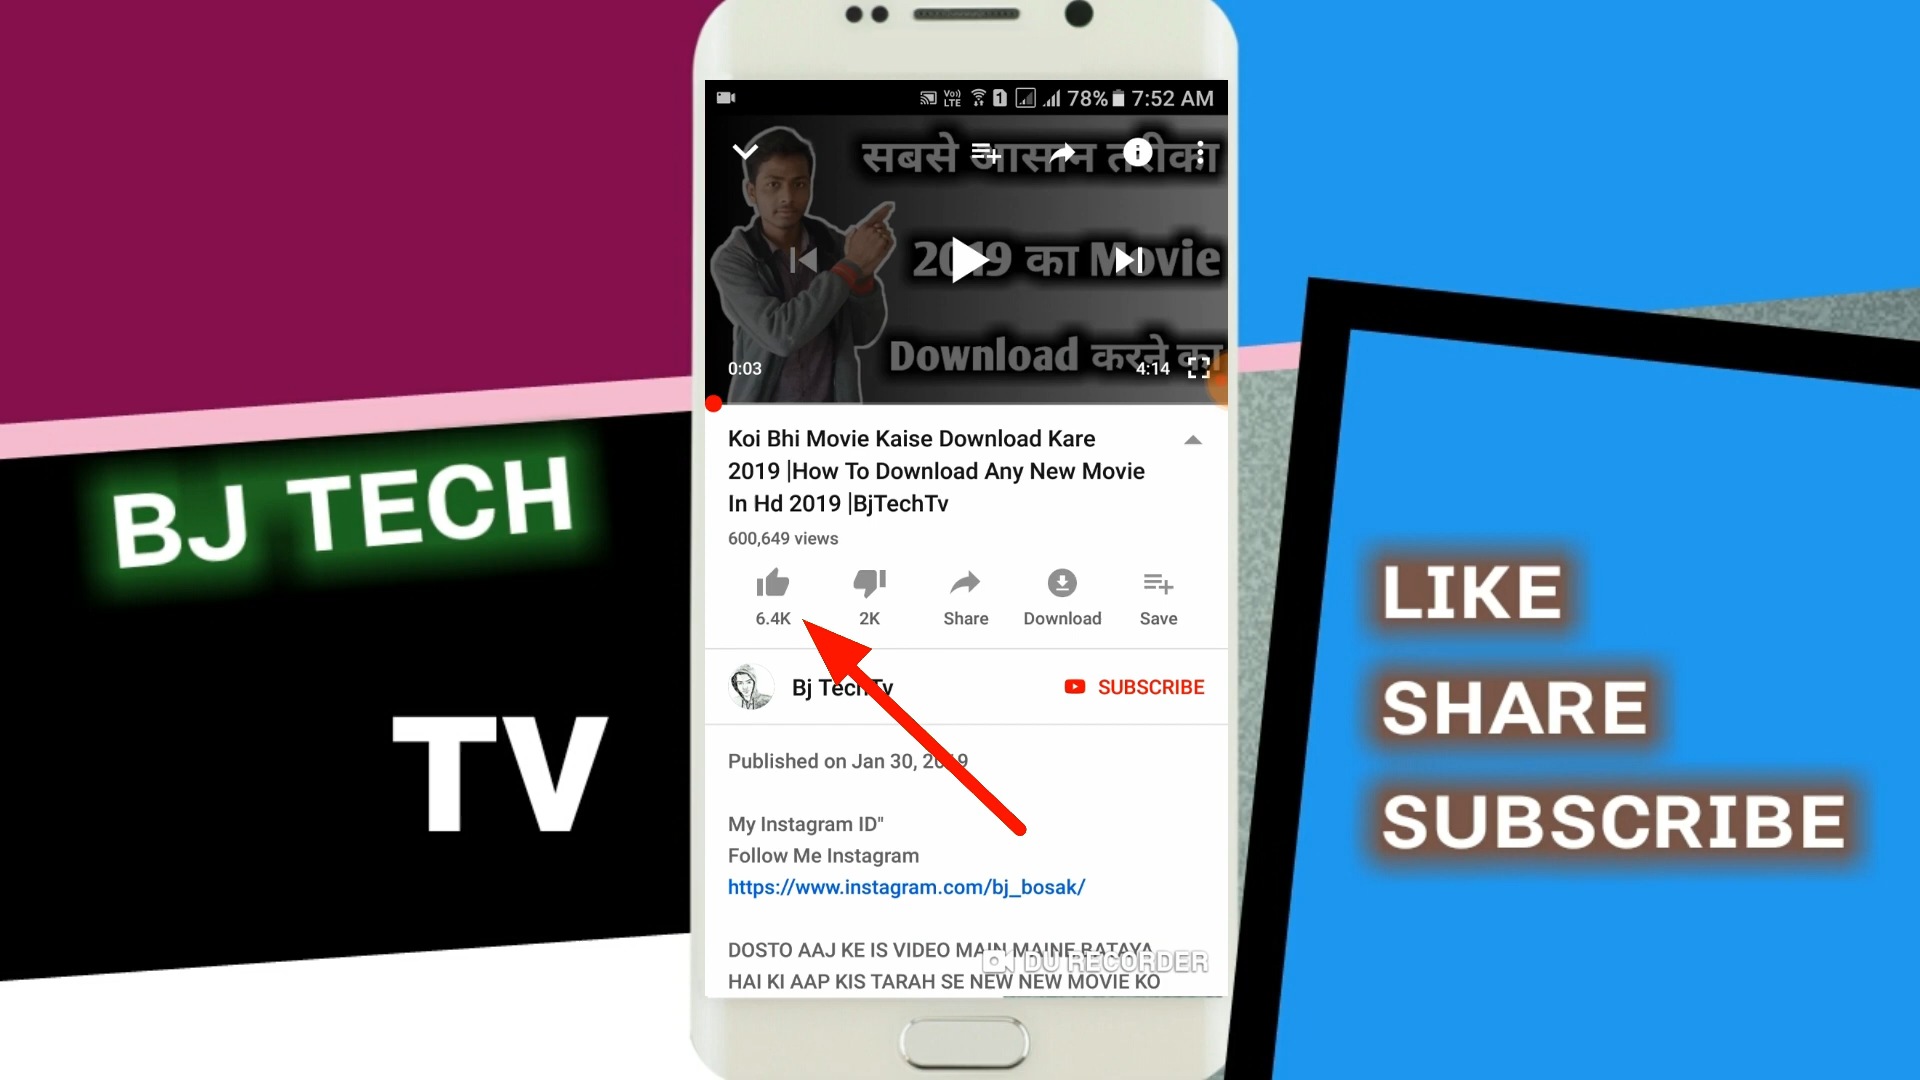 BJ TECH
TV
Vo)) LTE 1 78% 7:52 AM
सबसे आसान तरीका
2019 का Movie
Download करने का
0:03
4:14
Koi Bhi Movie Kaise Download Kare
2019 |How To Download Any New Movie
In Hd 2019 |BjTechTv
600,649 views
6.4K
2K
Share
Download
Save
Bj TechTv
SUBSCRIBE
Published on Jan 30, 2019
My Instagram ID"
Follow Me Instagram
https://www.instagram.com/bj_bosak/
DOSTO AAJ KE IS VIDEO MAIN MAINE BATAYA
HAI KI AAP KIS TARAH SE NEW NEW MOVIE KO
DU RECORDER
LIKE
SHARE
SUBSCRIBE